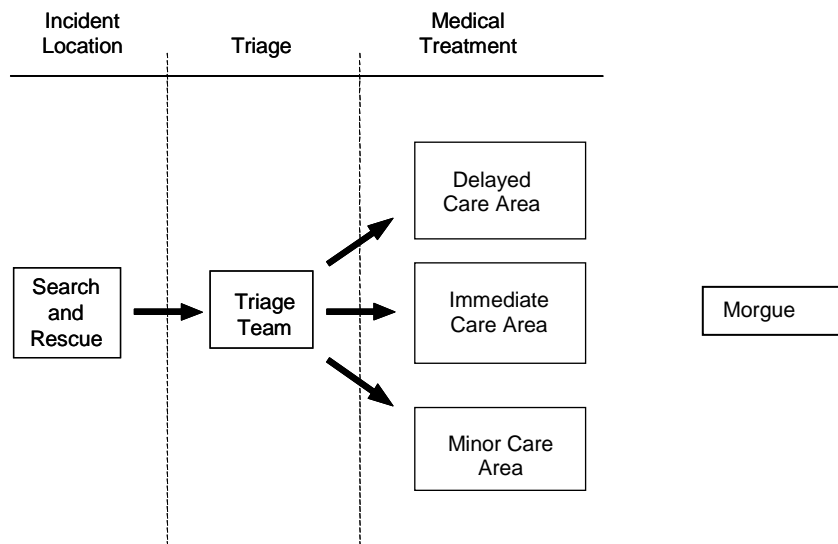 Incident
Location
Triage
Medical
Treatment
Delayed
Care Area
Search
and
Rescue
Triage
Team
Immediate
Care Area
Morgue
Minor Care
Area